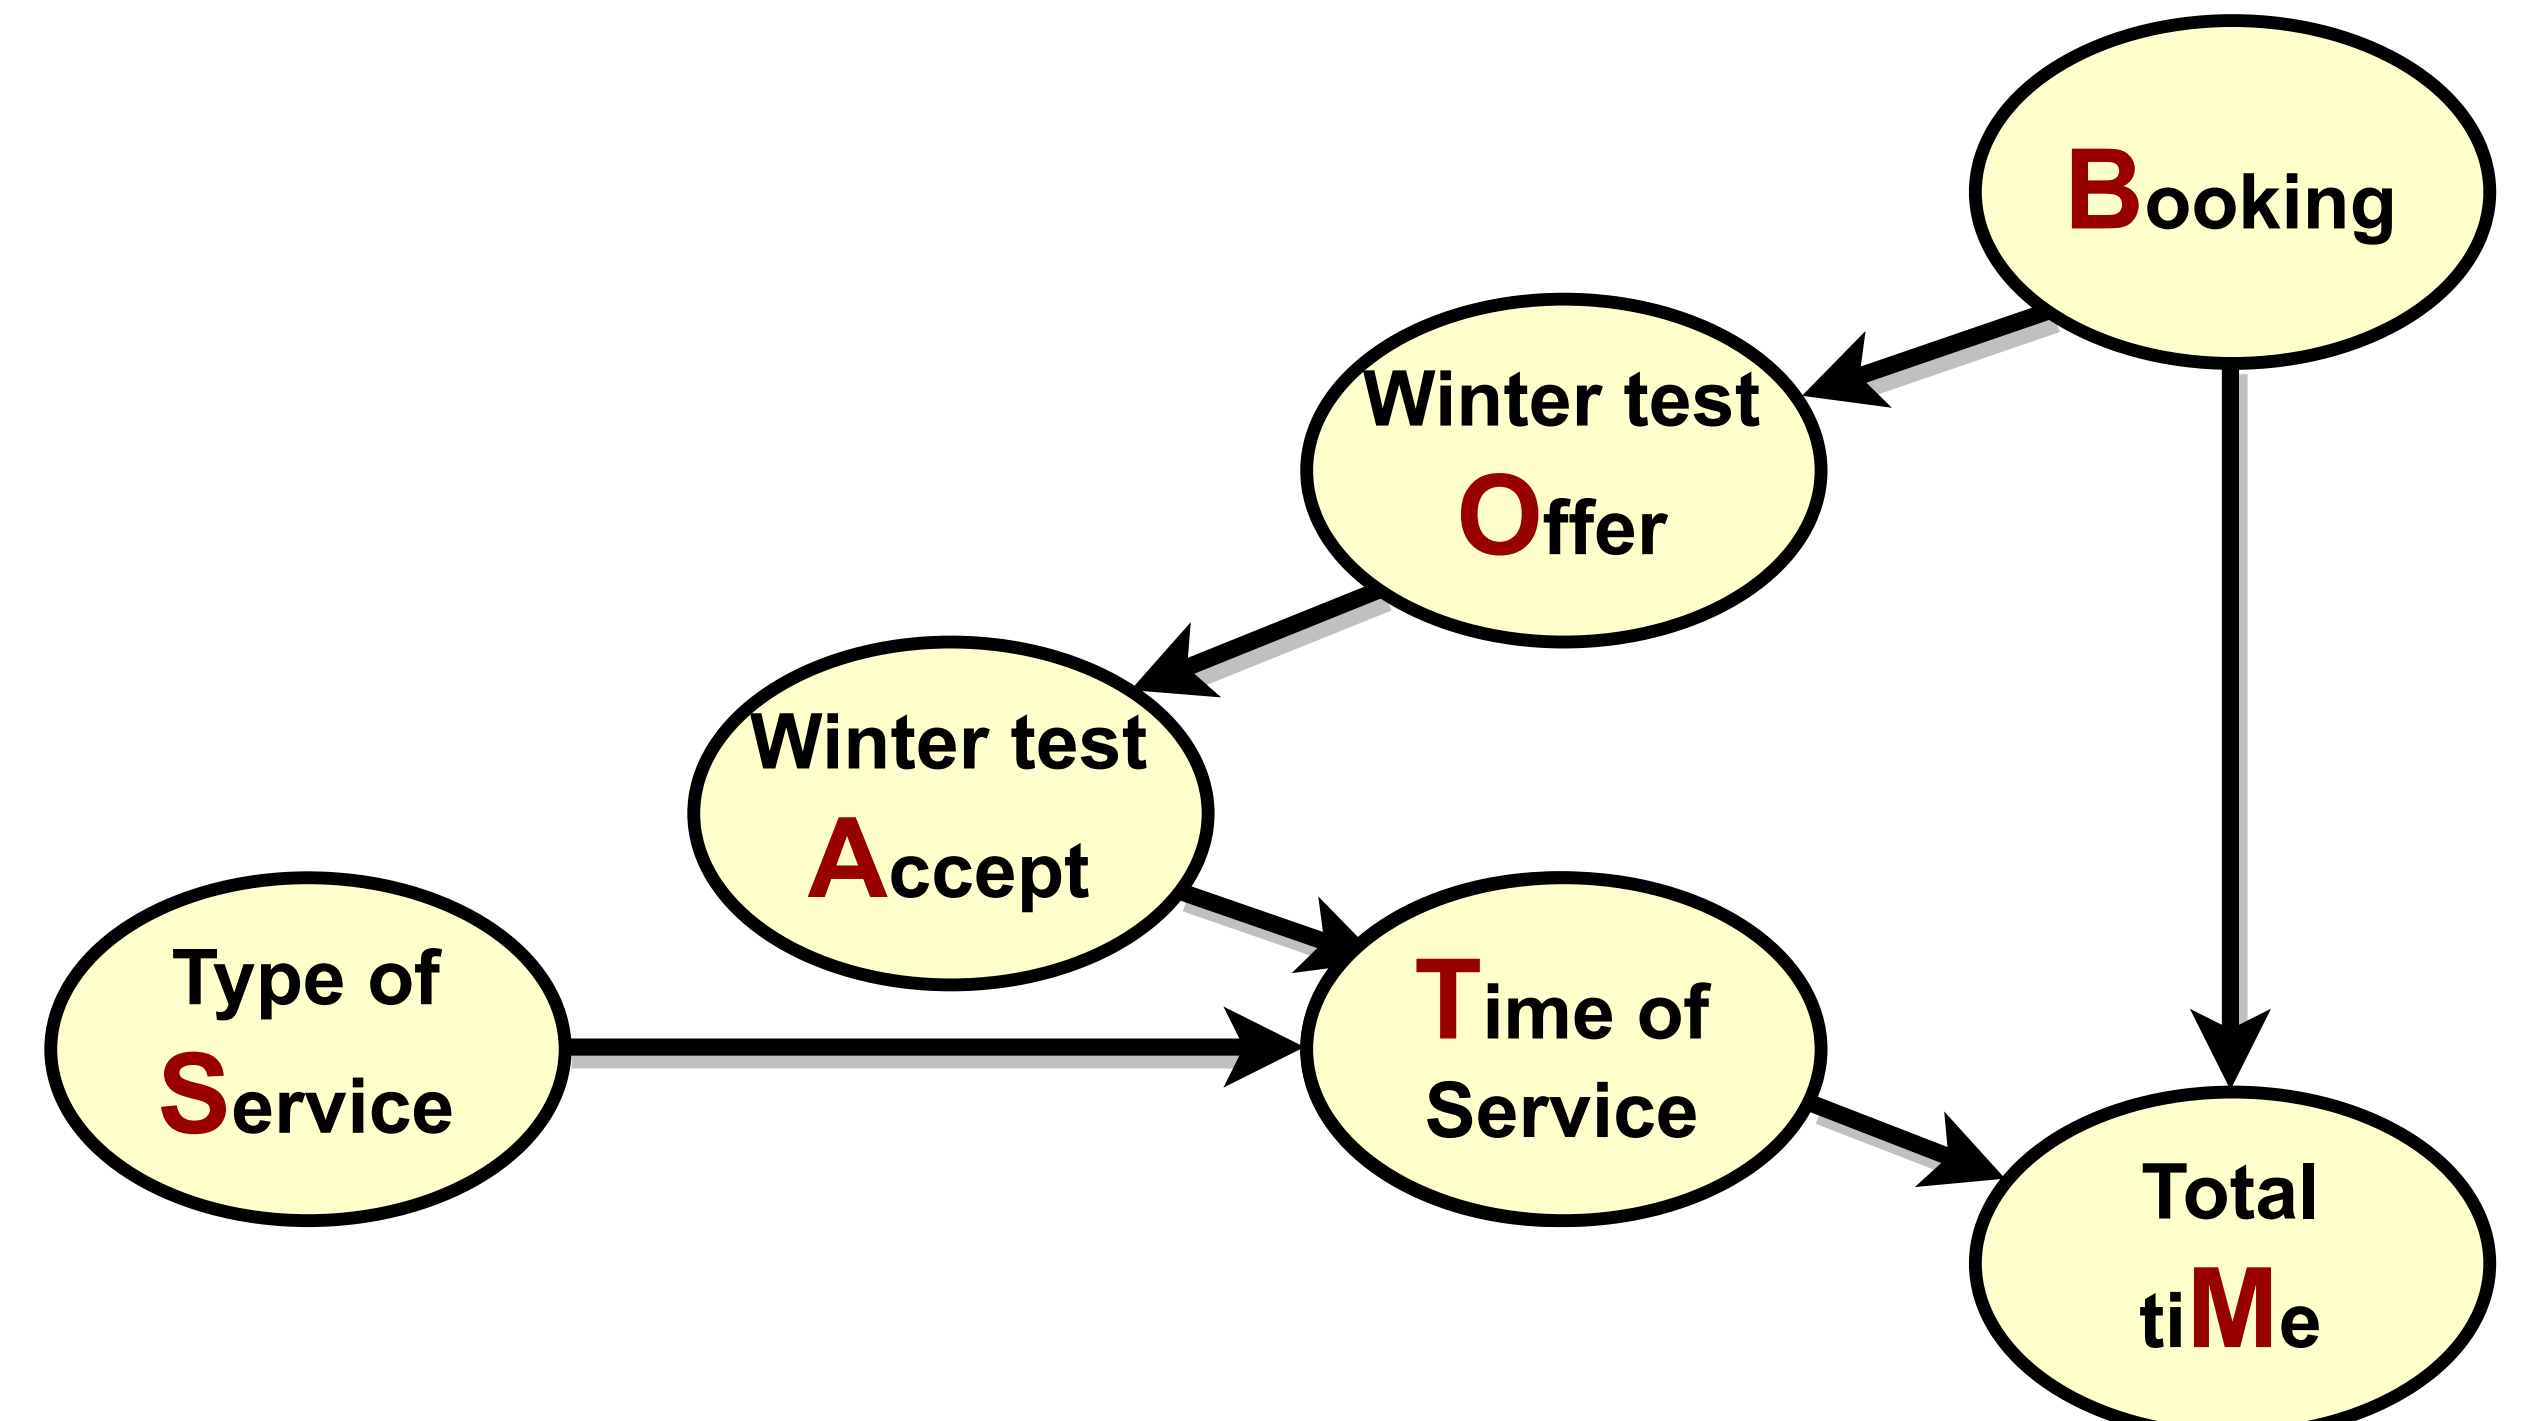 Booking
Winter test
Offer
Winter test
Accept
Type of
Service
Time of
Service
Total
tiMe